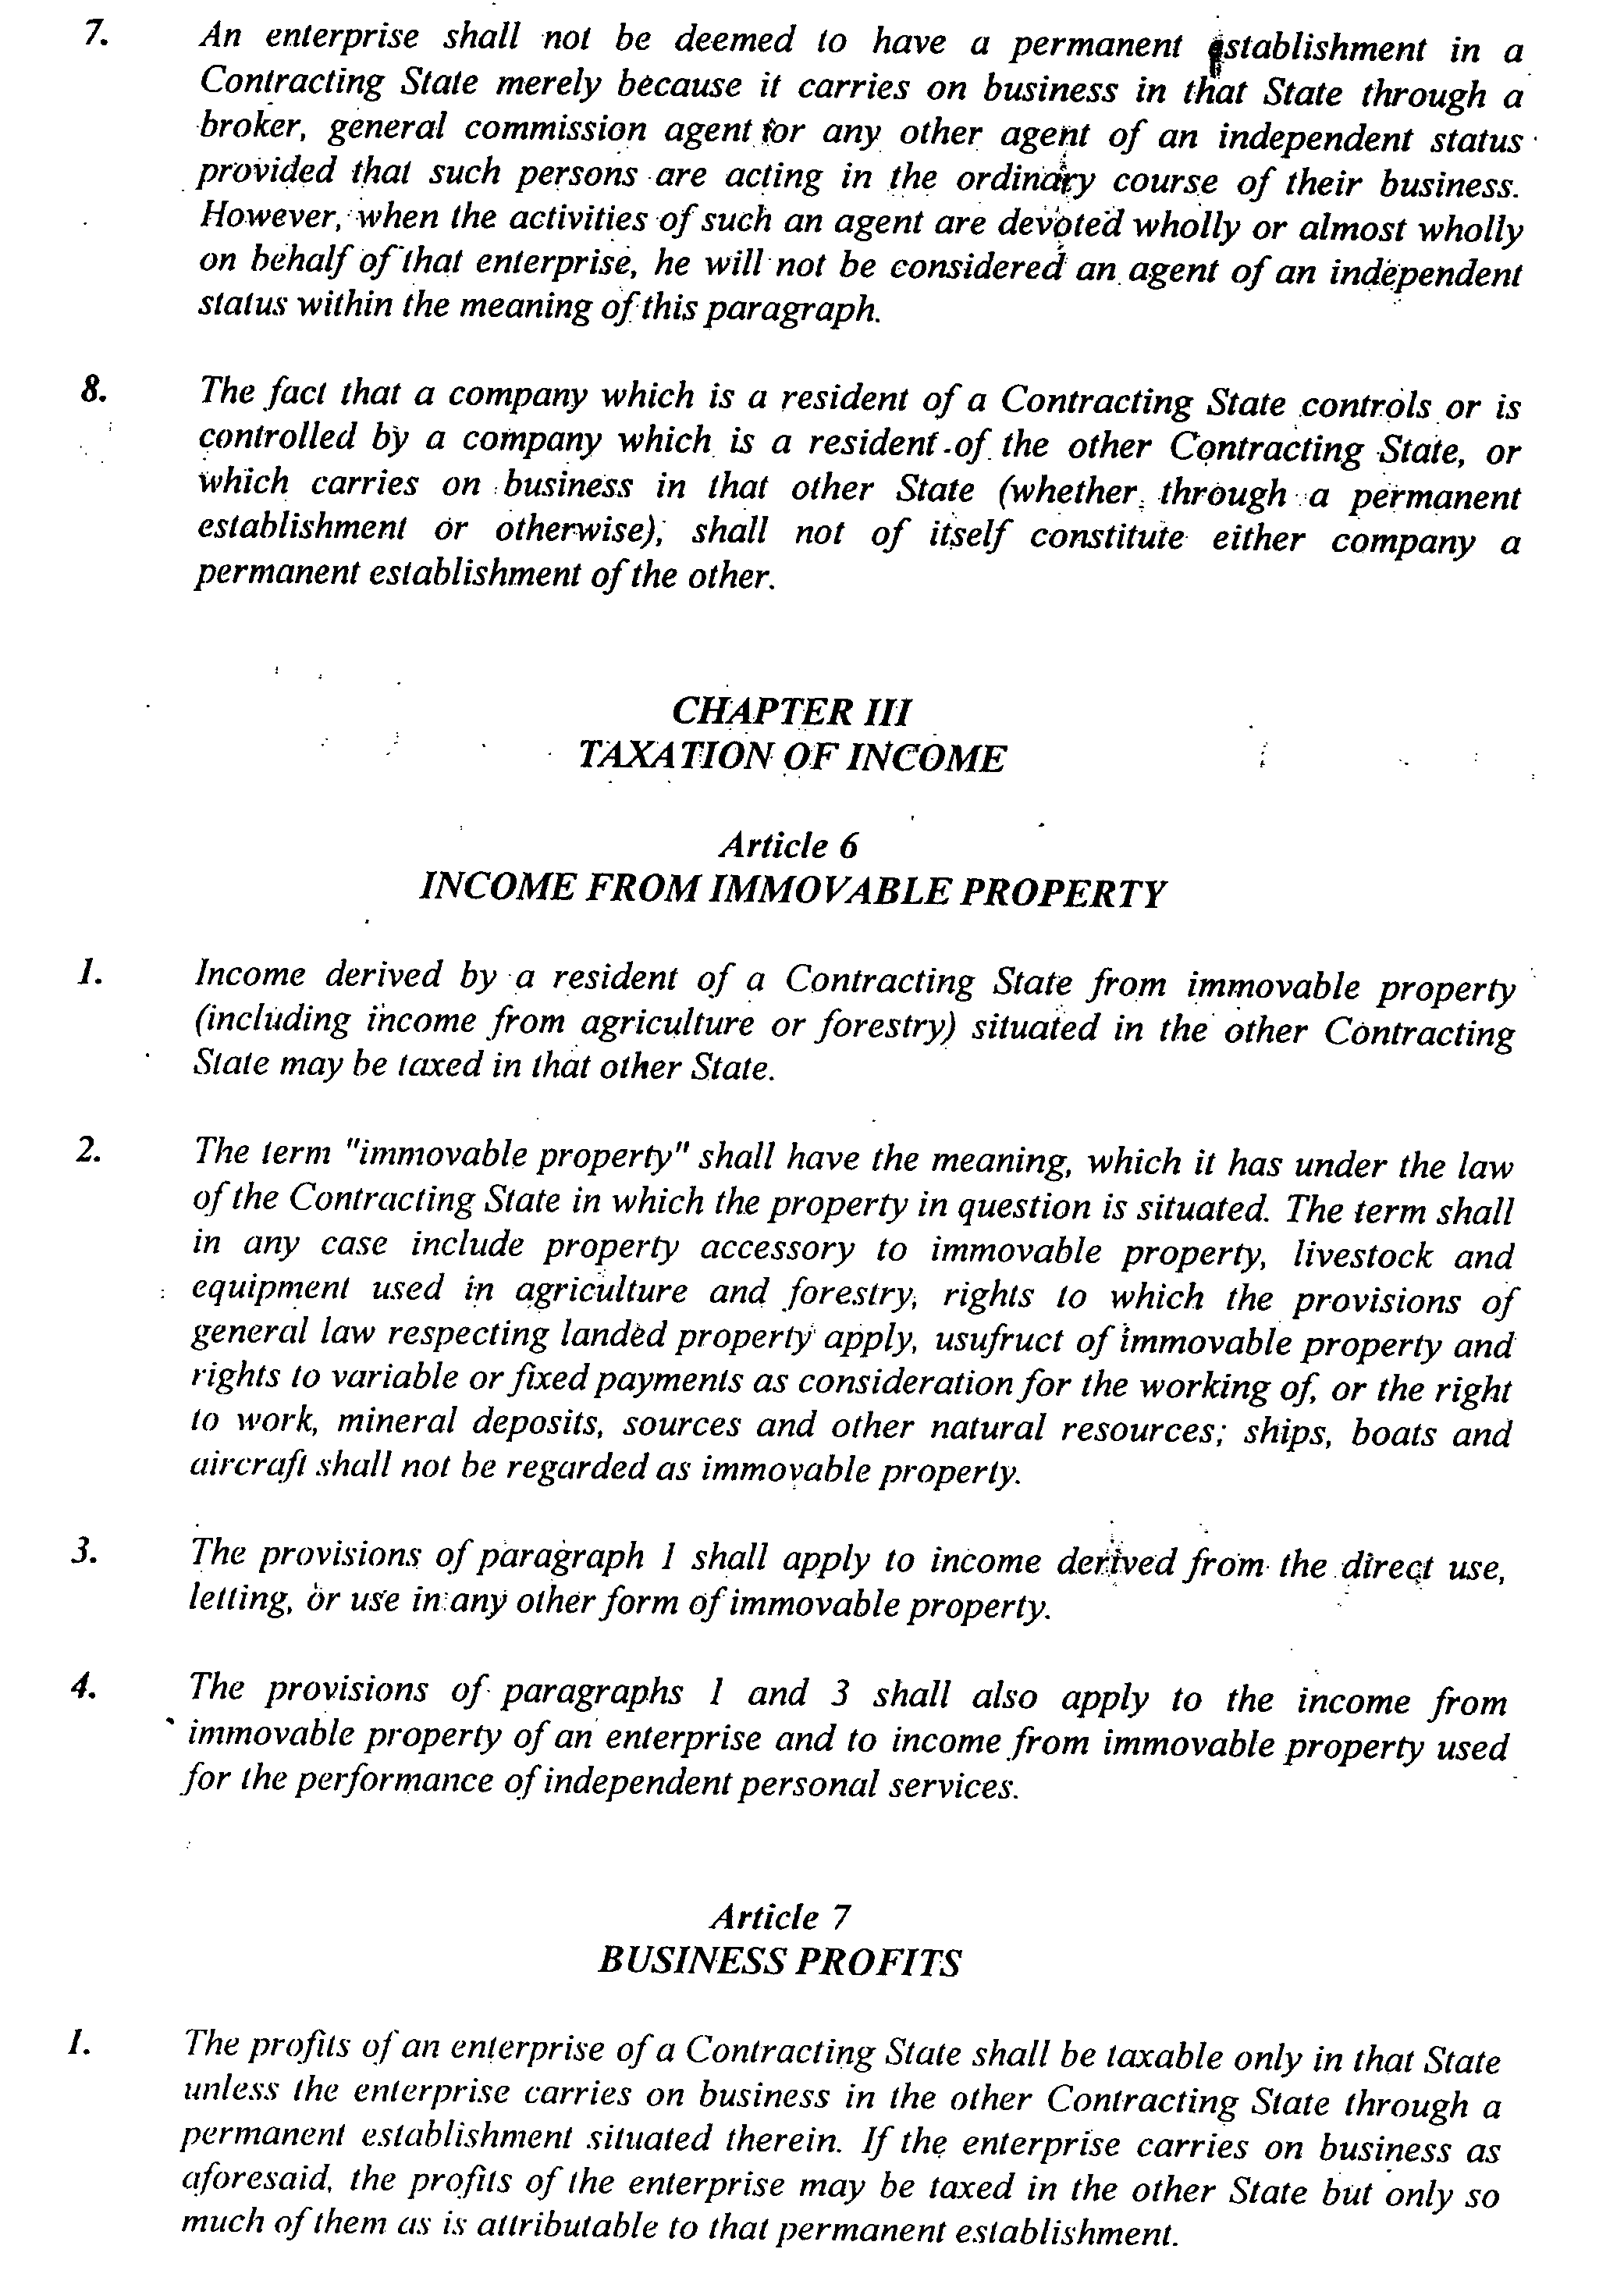 7. An enterprise shall not be deemed to have a permanent establishment in a
Contracting State merely because it carries on business in that State through a
broker, general commission agent or any other agent of an independent status
provided that such persons are acting in the ordinary course of their business.
However, when the activities of such an agent are devoted wholly or almost wholly
on behalf of that enterprise, he will not be considered an agent of an independent
status within the meaning of this paragraph.
8. The fact that a company which is a resident of a Contracting State controls or is
controlled by a company which is a resident of the other Contracting State, or
which carries on business in that other State (whether through a permanent
establishment or otherwise), shall not of itself constitute either company a
permanent establishment of the other.
CHAPTER III
TAXATION OF INCOME
Article 6
INCOME FROM IMMOVABLE PROPERTY
1. Income derived by a resident of a Contracting State from immovable property
(including income from agriculture or forestry) situated in the other Contracting
State may be taxed in that other State.
2. The term "immovable property" shall have the meaning, which it has under the law
of the Contracting State in which the property in question is situated. The term shall
in any case include property accessory to immovable property, livestock and
equipment used in agriculture and forestry, rights to which the provisions of
general law respecting landed property apply, usufruct of immovable property and
rights to variable or fixed payments as consideration for the working of, or the right
to work, mineral deposits, sources and other natural resources; ships, boats and
aircraft shall not be regarded as immovable property.
3. The provisions of paragraph 1 shall apply to income derived from the direct use,
letting, or use in any other form of immovable property.
4. The provisions of paragraphs 1 and 3 shall also apply to the income from
immovable property of an enterprise and to income from immovable property used
for the performance of independent personal services.
Article 7
BUSINESS PROFITS
1. The profits of an enterprise of a Contracting State shall be taxable only in that State
unless the enterprise carries on business in the other Contracting State through a
permanent establishment situated therein. If the enterprise carries on business as
aforesaid, the profits of the enterprise may be taxed in the other State but only so
much of them as is attributable to that permanent establishment.